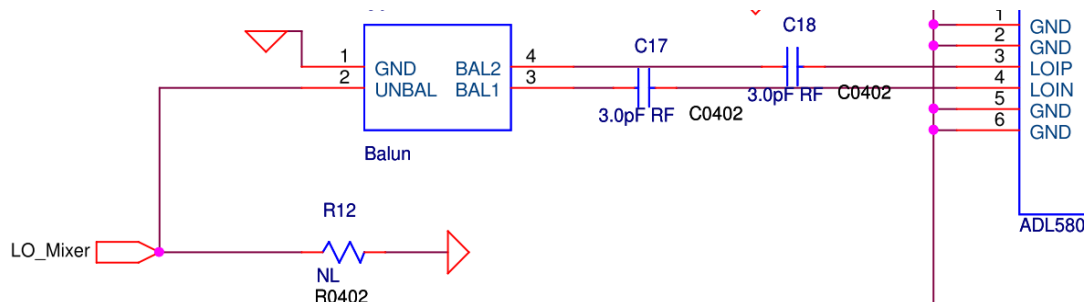 C18
C17
1
GND
2
GND
3
LOIP
4
LOIN
5
GND
6
GND
1
GND
BAL2
4
2
UNBAL
BAL1
3
3.0pF RF
C0402
3.0pF RF
C0402
Balun
R12
LO_Mixer
NL
R0402
ADL580